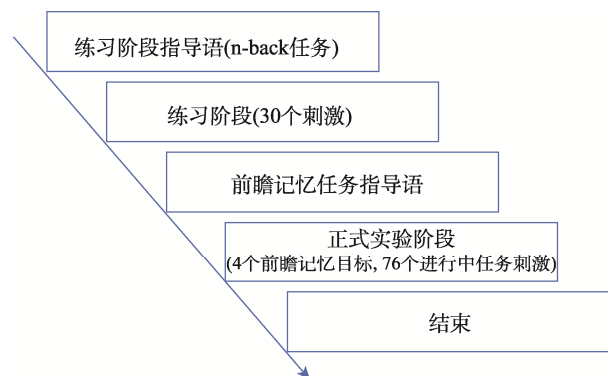 练习阶段指导语(n-back任务)
练习阶段(30个刺激)
前瞻记忆任务指导语
正式实验阶段
(4个前瞻记忆目标, 76个进行中任务刺激)
结束